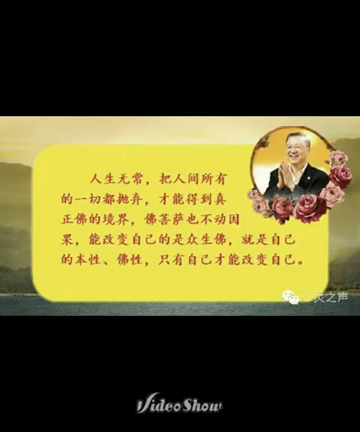 人生无常，把人间所有
的一切都抛弃，才能得到真
正佛的境界，佛菩萨也不动因
果，能改变自己的是众生佛，就是自己
的本性、佛性，只有自己才能改变自己。
灵之声
VideoShow